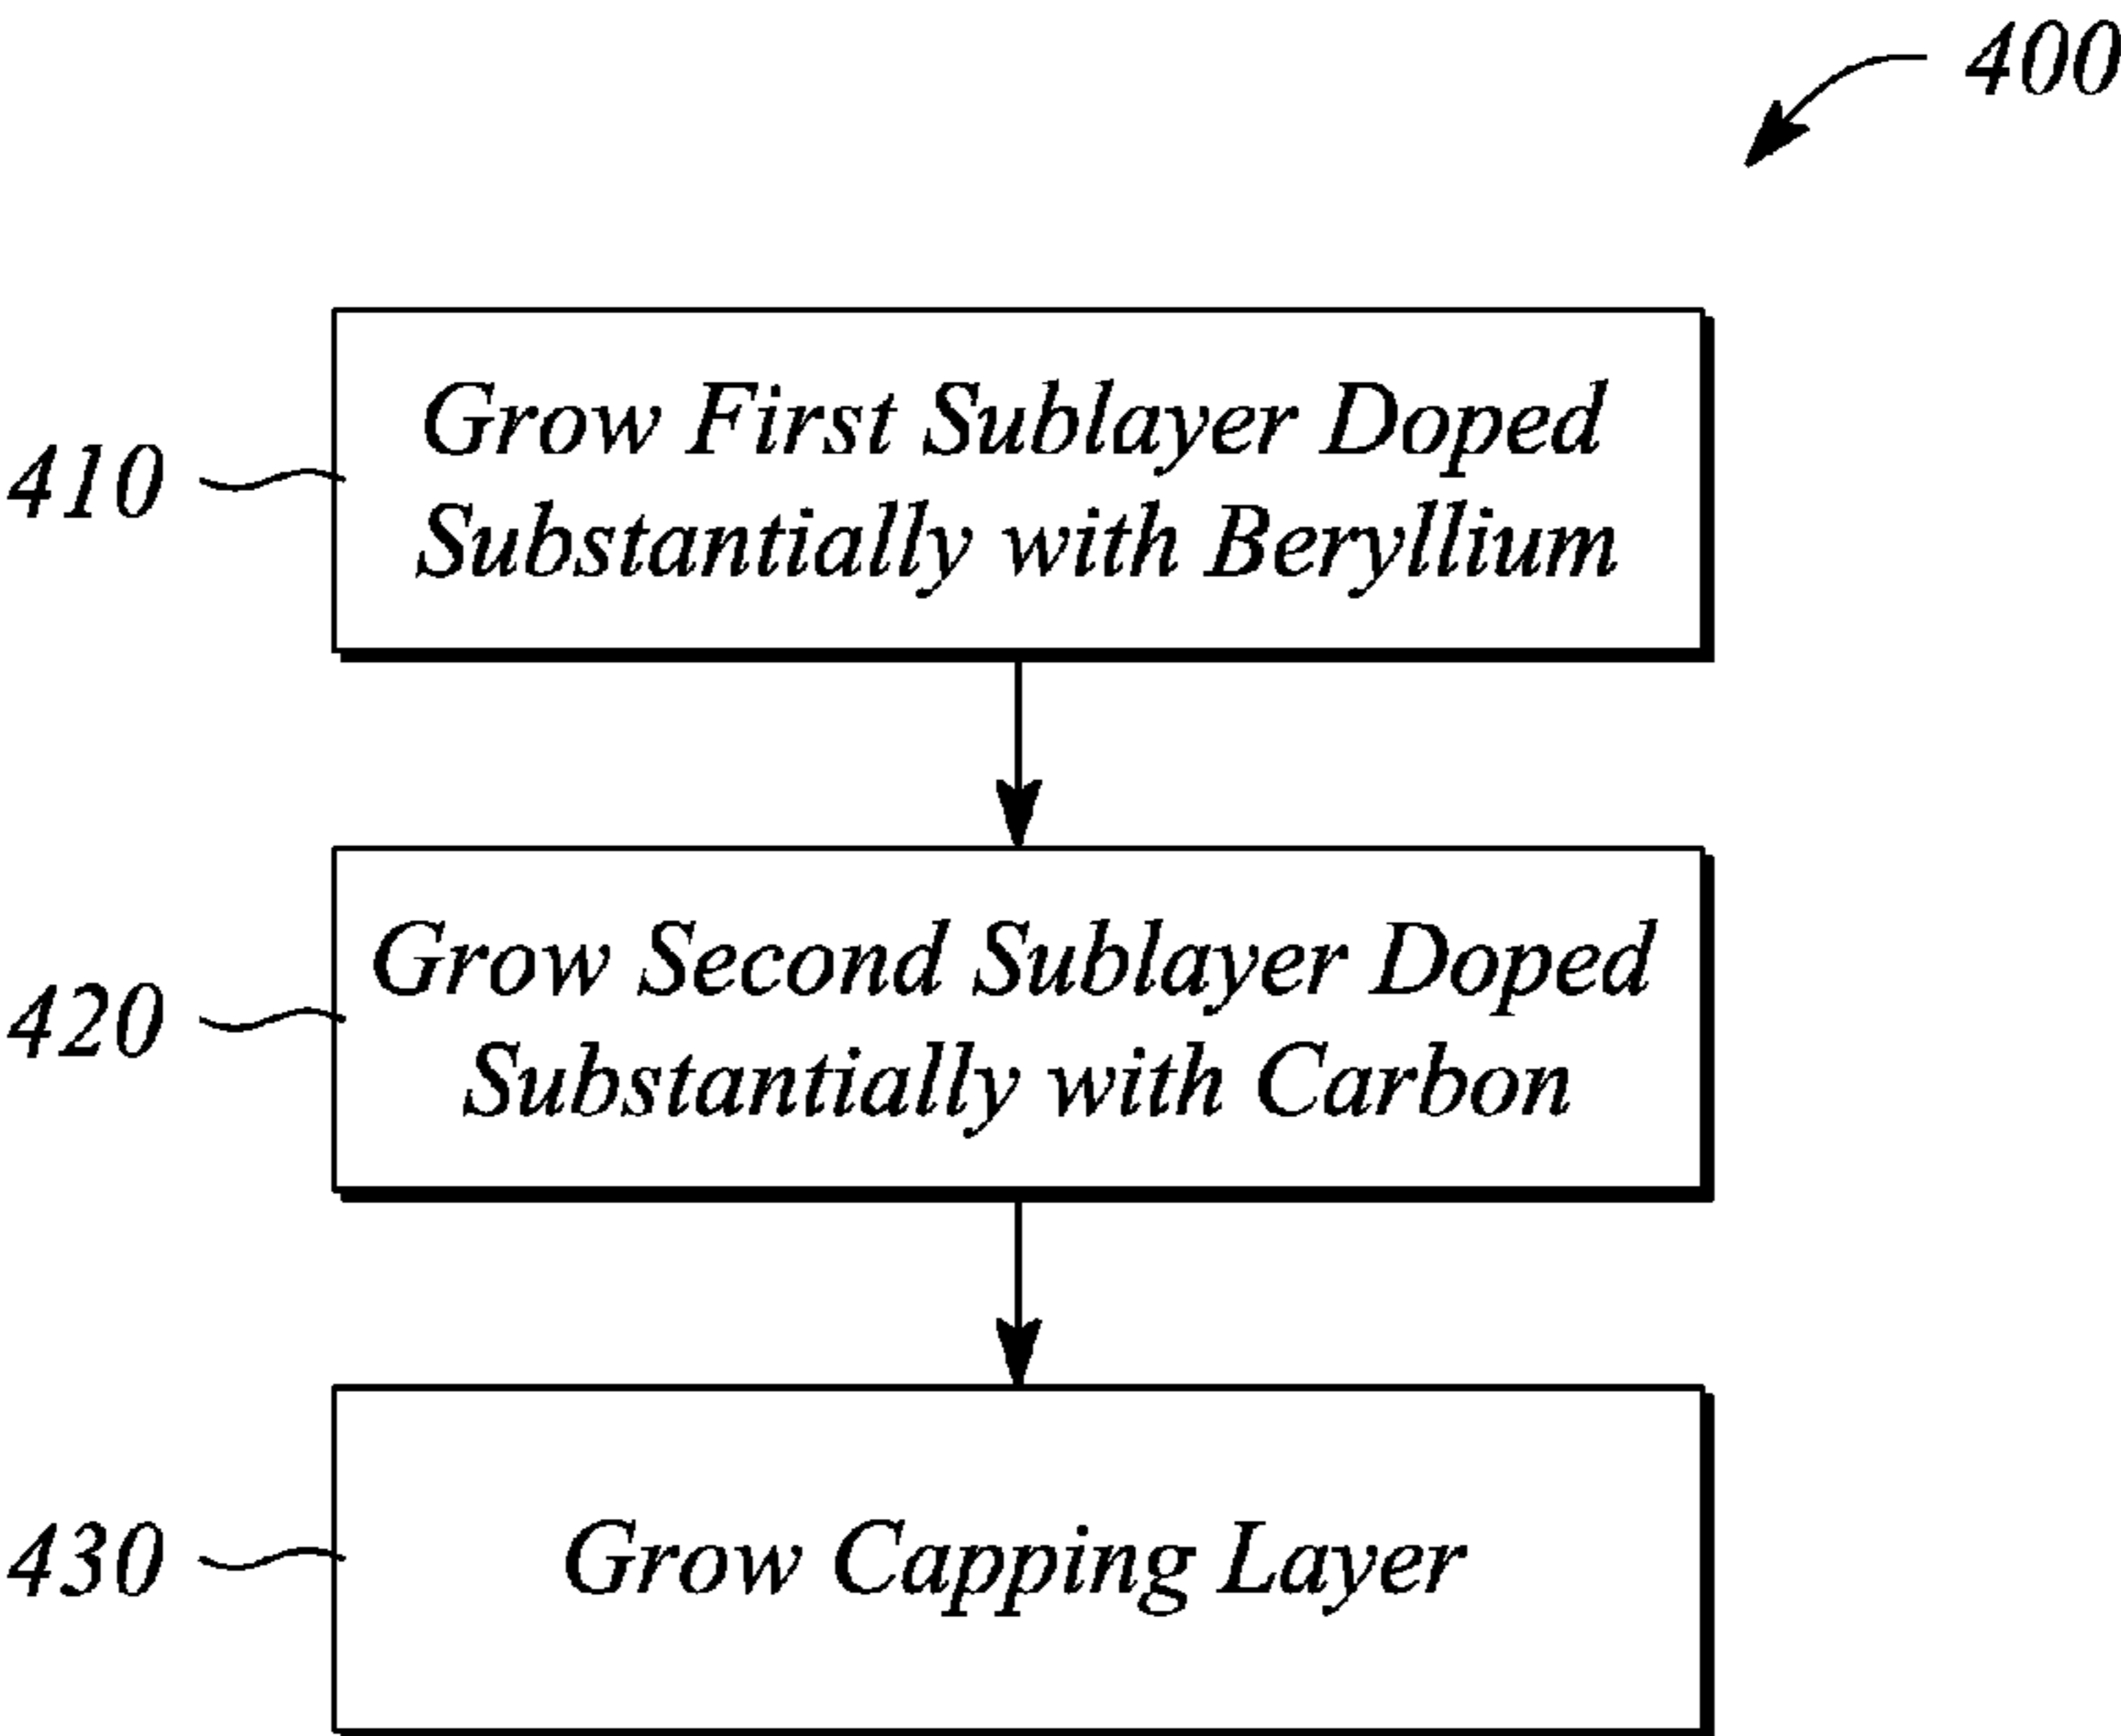 400
410
Grow First Sublayer Doped
Substantially with Beryllium
420
Grow Second Sublayer Doped
Substantially with Carbon
430
Grow Capping Layer